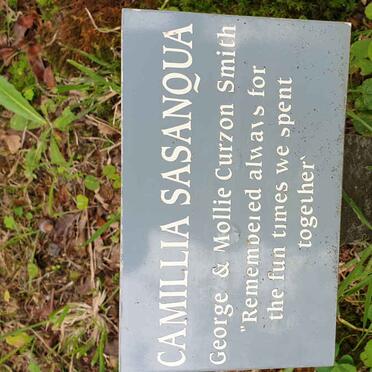 CAMILLIA SASANQUA
George & Mollie Curzon Smith
"Remembered always for
the fun times we spent
together'